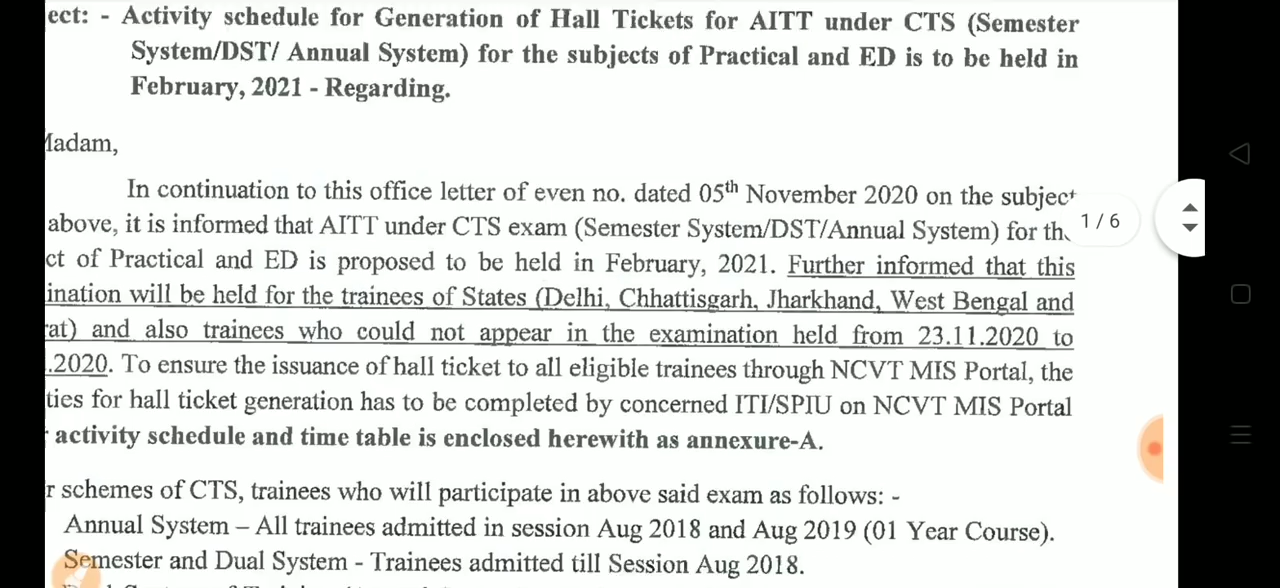 ect: - Activity schedule for Generation of Hall Tickets for AITT under CTS (Semester
System/DST/ Annual System) for the subjects of Practical and ED is to be held in
February, 2021 - Regarding.
Madam,
In continuation to this office letter of even no. dated 05th November 2020 on the subject
above, it is informed that AITT under CTS exam (Semester System/DST/Annual System) for the
ct of Practical and ED is proposed to be held in February, 2021. Further informed that this
ination will be held for the trainees of States (Delhi, Chhattisgarh, Jharkhand, West Bengal and
at) and also trainees who could not appear in the examination held from 23.11.2020 to
.2020. To ensure the issuance of hall ticket to all eligible trainees through NCVT MIS Portal, the
ties for hall ticket generation has to be completed by concerned ITI/SPIU on NCVT MIS Portal
activity schedule and time table is enclosed herewith as annexure-A.
r schemes of CTS, trainees who will participate in above said exam as follows: -
Annual System – All trainees admitted in session Aug 2018 and Aug 2019 (01 Year Course).
Semester and Dual System - Trainees admitted till Session Aug 2018.
1 / 6